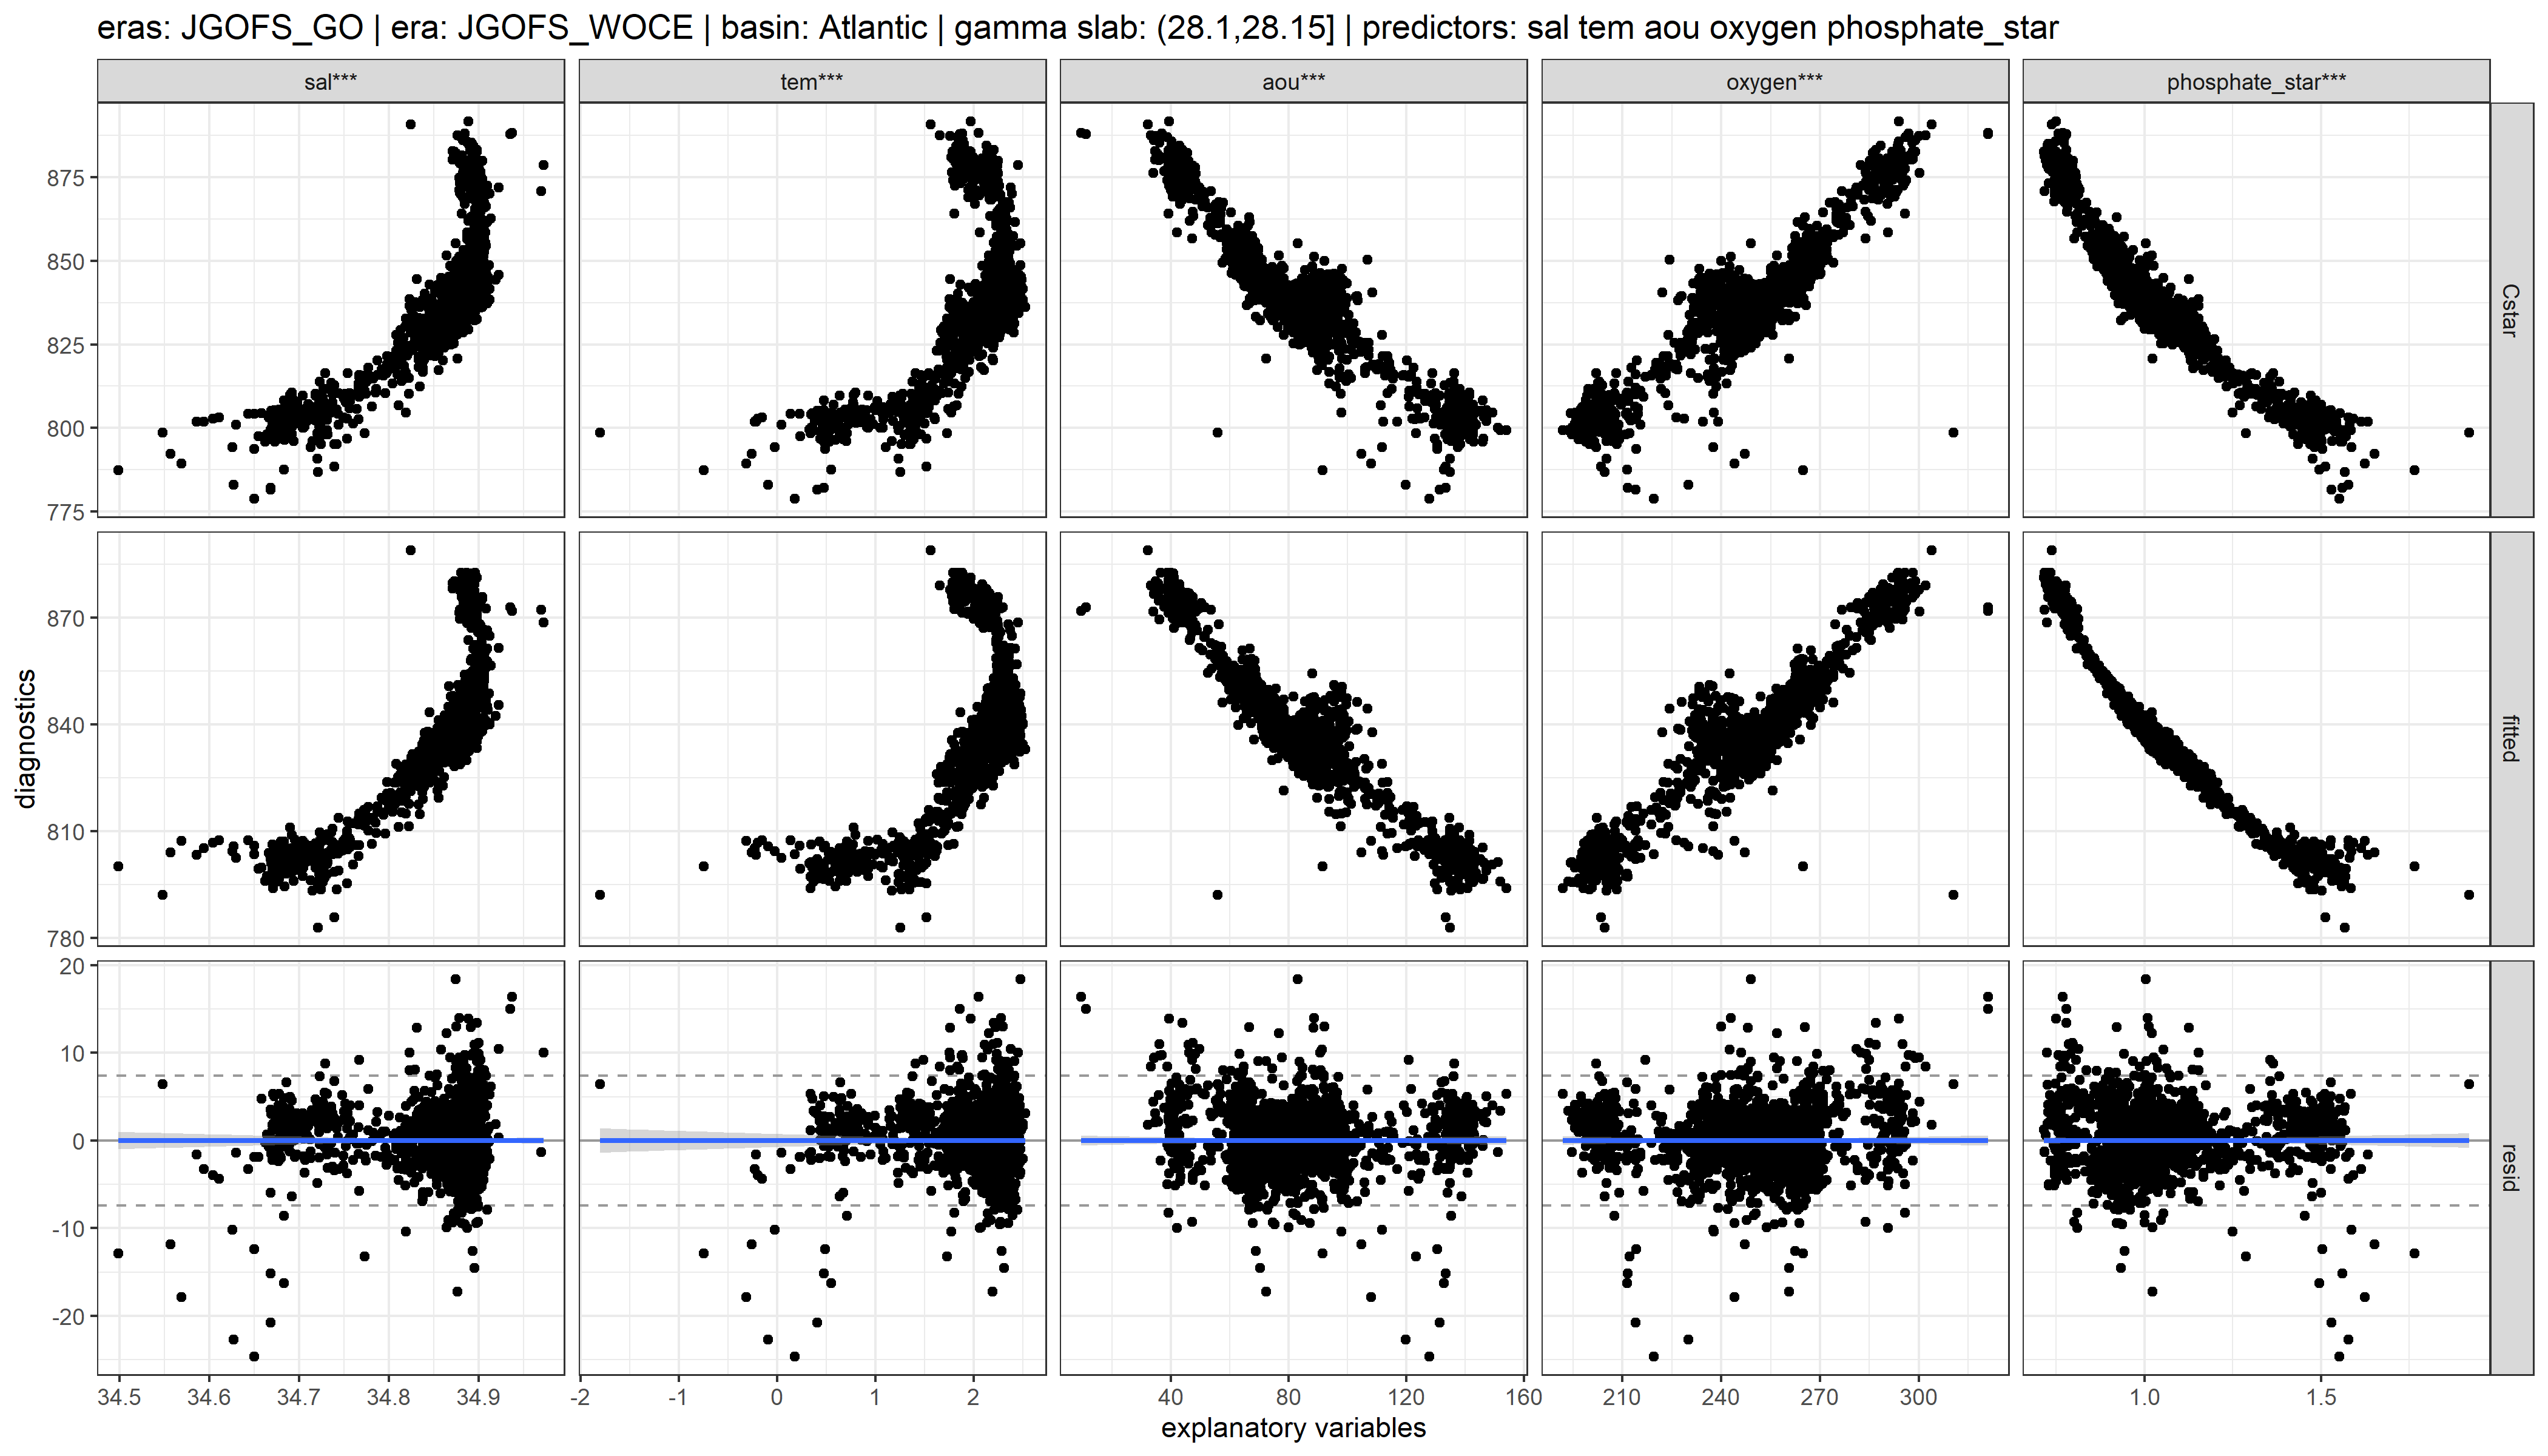 eras: JGOFS_GO | era: JGOFS_WOCE | basin: Atlantic | gamma slab: (28.1,28.15] | predictors: sal tem aou oxygen phosphate_star
sal*** tem*** aou*** oxygen*** phosphate_star***
875
850
825
800
775
Cstar
870
840
810
780
fitted
diagnostics
20
10
0
-10
-20
resid
34.5 34.6 34.7 34.8 34.9 -2 -1 0 1 2 40 80 120 160 210 240 270 300 1.0 1.5
explanatory variables